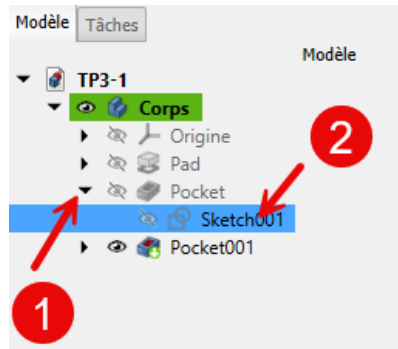 Modèle Tâches
Modèle
TP3-1
Corps
Origine
2
Pad
Pocket
Sketch001
Pocket001
1